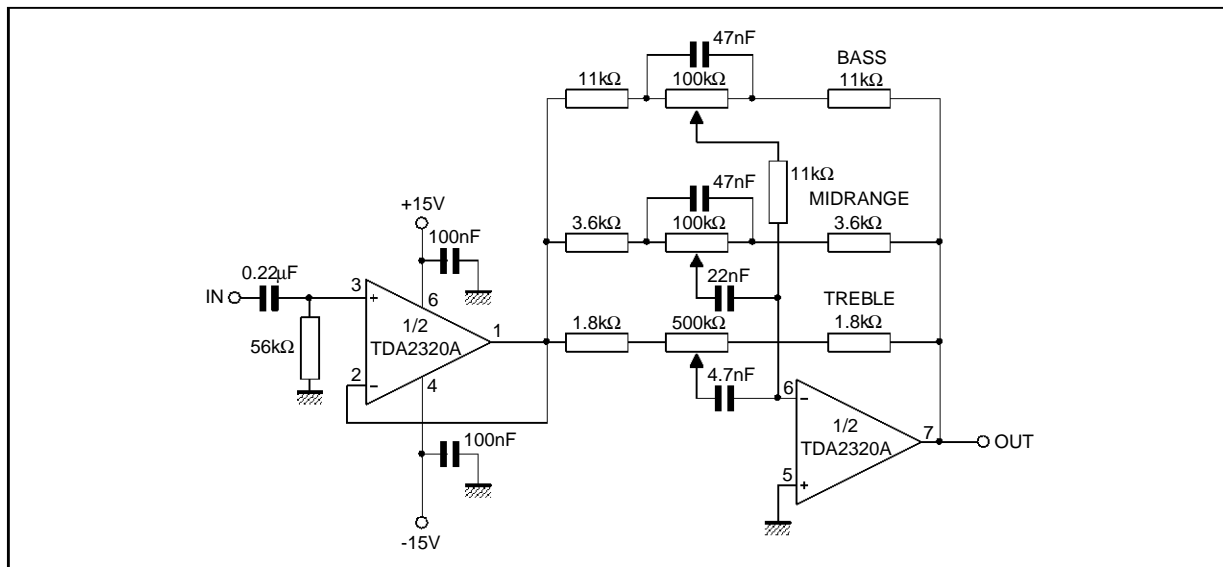 47nF
BASS
11kΩ
100kΩ
11kΩ
11kΩ
47nF
MIDRANGE
+15V
3.6kΩ
100kΩ
3.6kΩ
100nF
0.22μF
22nF
IN
3
+
6
TREBLE
1/2
TDA2320A
1
1.8kΩ
500kΩ
1.8kΩ
56kΩ
2
-
4
4.7nF
6
-
1/2
TDA2320A
7
OUT
100nF
5
+
-15V